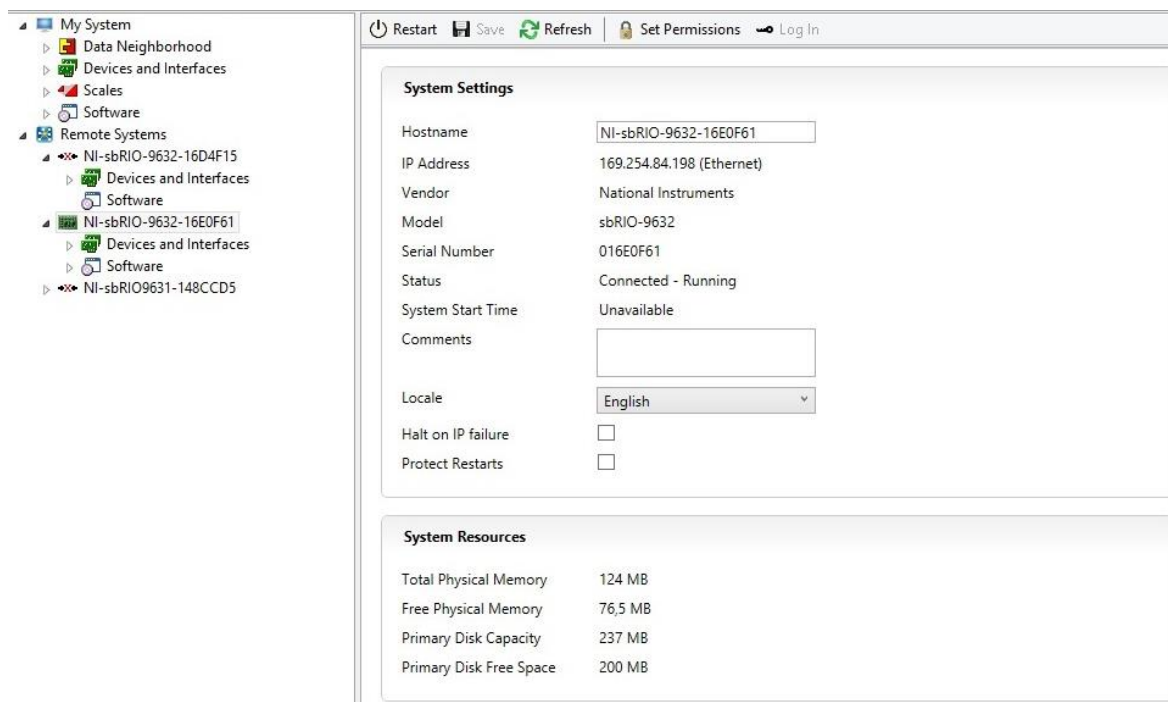 My System
Data Neighborhood
Devices and Interfaces
Scales
Software
Remote Systems
NI-sbRIO-9632-16D4F15
Devices and Interfaces
Software
NI-sbRIO-9632-16E0F61
Devices and Interfaces
Software
NI-sbRIO9631-148CCD5
Restart Save Refresh Set Permissions Log In
System Settings
Hostname NI-sbRIO-9632-16E0F61
IP Address 169.254.84.198 (Ethernet)
Vendor National Instruments
Model sbRIO-9632
Serial Number 016E0F61
Status Connected - Running
System Start Time Unavailable
Comments
Locale English
Halt on IP failure
Protect Restarts
System Resources
Total Physical Memory 124 MB
Free Physical Memory 76,5 MB
Primary Disk Capacity 237 MB
Primary Disk Free Space 200 MB